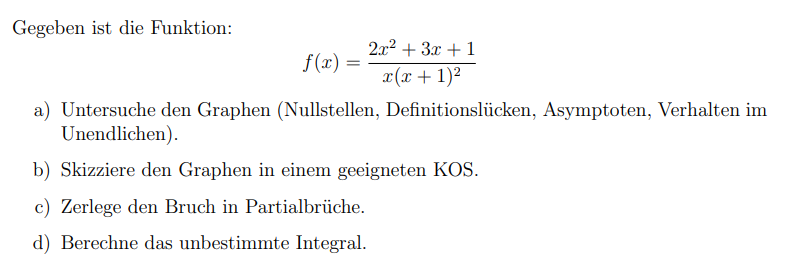 Gegeben ist die Funktion:
f(x) = \frac{2x^2 + 3x + 1}{x(x + 1)^2}
a) Untersuche den Graphen (Nullstellen, Definitionslücken, Asymptoten, Verhalten im
Unendlichen).
b) Skizziere den Graphen in einem geeigneten KOS.
c) Zerlege den Bruch in Partialbrüche.
d) Berechne das unbestimmte Integral.